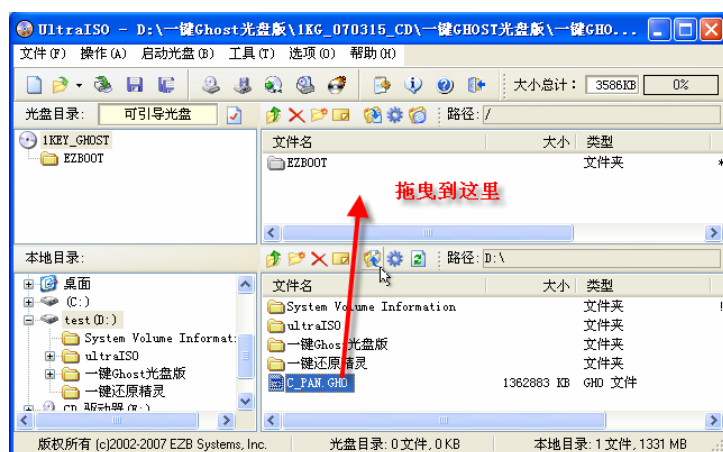 UltraISO - D:\一键Ghost光盘版\1KG_070315_CD\一键GHOST光盘版\一键GHO...
文件(F) 操作(A) 启动光盘(B) 工具(T) 选项(O) 帮助(H)
大小总计: 3586KB 0%
光盘目录: 可引导光盘 路径: /
1KEY_GHOST
EZBOOT
文件名 大小 类型
EZBOOT 文件夹 *
拖曳到这里
本地目录: 路径: D:\
桌面
(C:)
test(D:)
System Volume Informat:
ultraISO
一键Ghost光盘版
一键还原精灵
CD 驱动器
文件名 大小 类型
System Volume Information 文件夹
ultraISO 文件夹
一键Ghost光盘版 文件夹
一键还原精灵 文件夹
C_PAN.GHO 1362883 KB GHO 文件
版权所有 (c)2002-2007 EZB Systems, Inc. 光盘目录: 0 文件, 0 KB 本地目录: 1 文件, 1331 MB